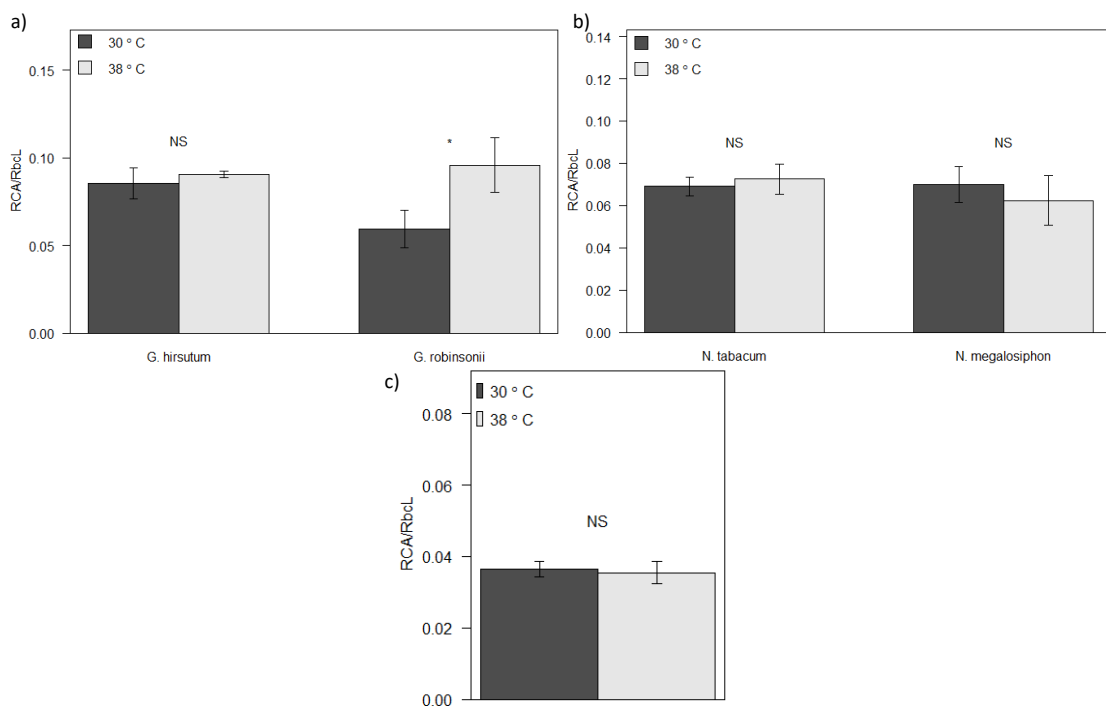 a)
30 ° C
38 ° C
RCA/RbcL
0.15
0.10
0.05
0.00
NS
*
G. hirsutum
G. robinsonii
b)
30 ° C
38 ° C
RCA/RbcL
0.14
0.12
0.10
0.08
0.06
0.04
0.02
0.00
NS
NS
N. tabacum
N. megalosiphon
c)
30 ° C
38 ° C
RCA/RbcL
0.08
0.06
0.04
0.02
0.00
NS